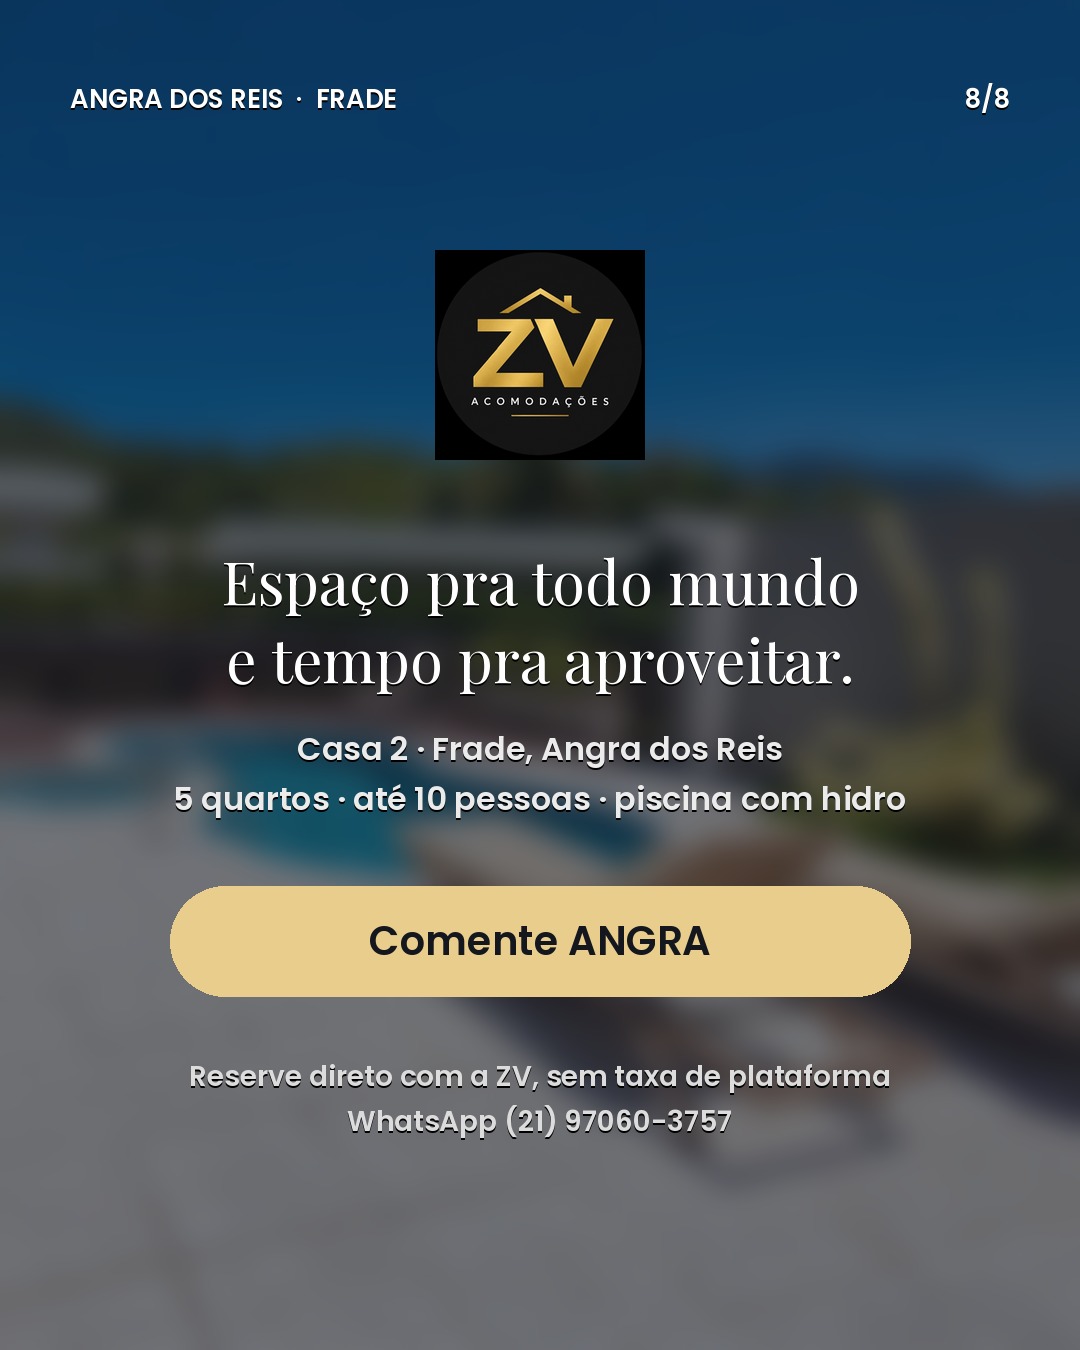 ANGRA DOS REIS · FRADE
8/8
ZV
ACOMODAÇÕES
Espaço pra todo mundo
e tempo pra aproveitar.
Casa 2 · Frade, Angra dos Reis
5 quartos · até 10 pessoas · piscina com hidro
Comente ANGRA
Reserve direto com a ZV, sem taxa de plataforma
WhatsApp (21) 97060-3757